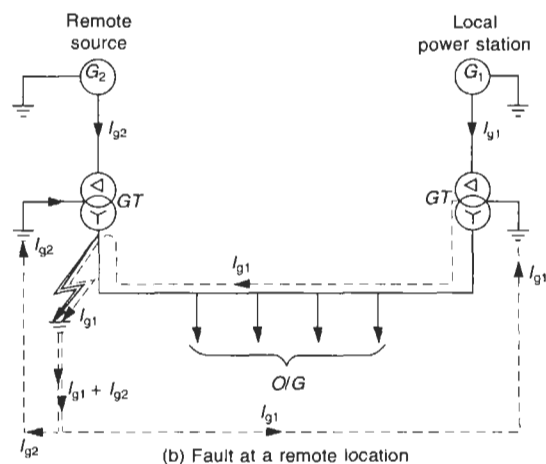 Remote
source
Local
power station
G2
G1
Ig2
Ig1
GT
GT
Ig2
Ig1
Ig1
Ig1
Ig1 + Ig2
O/G
Ig2
Ig1
(b) Fault at a remote location